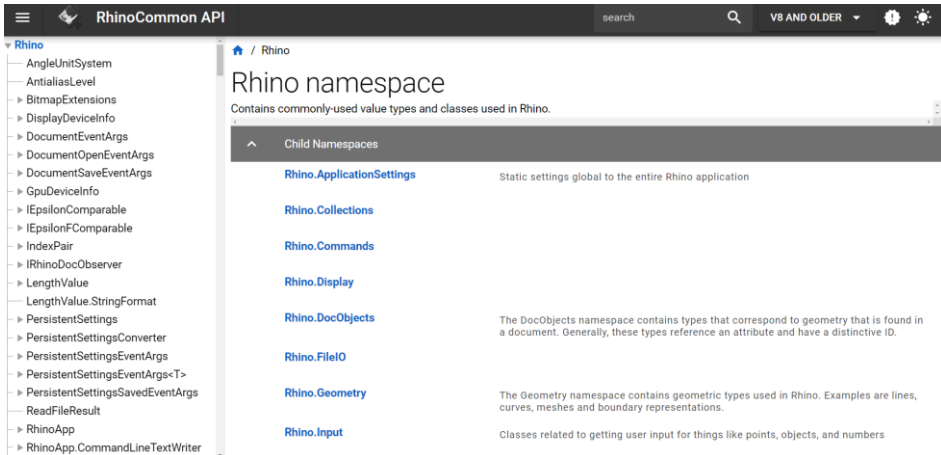 RhinoCommon API
search
V8 AND OLDER
Rhino
AngleUnitSystem
AntialiasLevel
BitmapExtensions
DisplayDeviceInfo
DocumentEventArgs
DocumentOpenEventArgs
DocumentSaveEventArgs
GpuDeviceInfo
IEpsilonComparable
IEpsilonFComparable
IndexPair
IRhinoDocObserver
LengthValue
LengthValue.StringFormat
PersistentSettings
PersistentSettingsConverter
PersistentSettingsEventArgs
PersistentSettingsEventArgs<T>
PersistentSettingsSavedEventArgs
ReadFileResult
RhinoApp
RhinoApp.CommandLineTextWriter
/ Rhino
Rhino namespace
Contains commonly-used value types and classes used in Rhino.
Child Namespaces
Rhino.ApplicationSettings
Static settings global to the entire Rhino application
Rhino.Collections
Rhino.Commands
Rhino.Display
Rhino.DocObjects
The DocObjects namespace contains types that correspond to geometry that is found in
a document. Generally, these types reference an attribute and have a distinctive ID.
Rhino.FileIO
Rhino.Geometry
The Geometry namespace contains geometric types used in Rhino. Examples are lines,
curves, meshes and boundary representations.
Rhino.Input
Classes related to getting user input for things like points, objects, and numbers